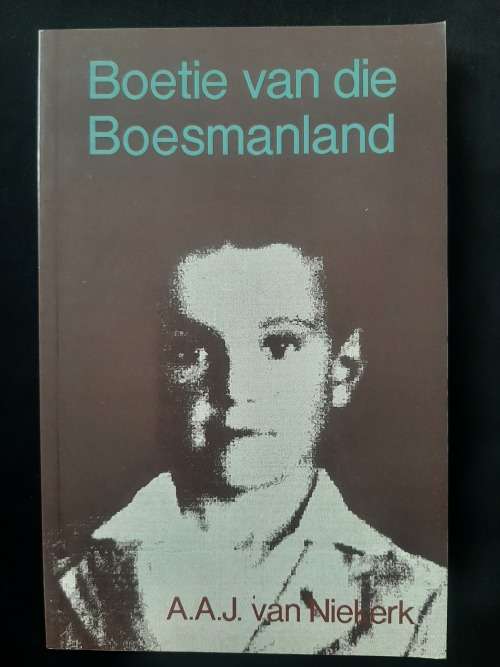 Boetie van die
Boesmanland
A.A.J. van Niekerk